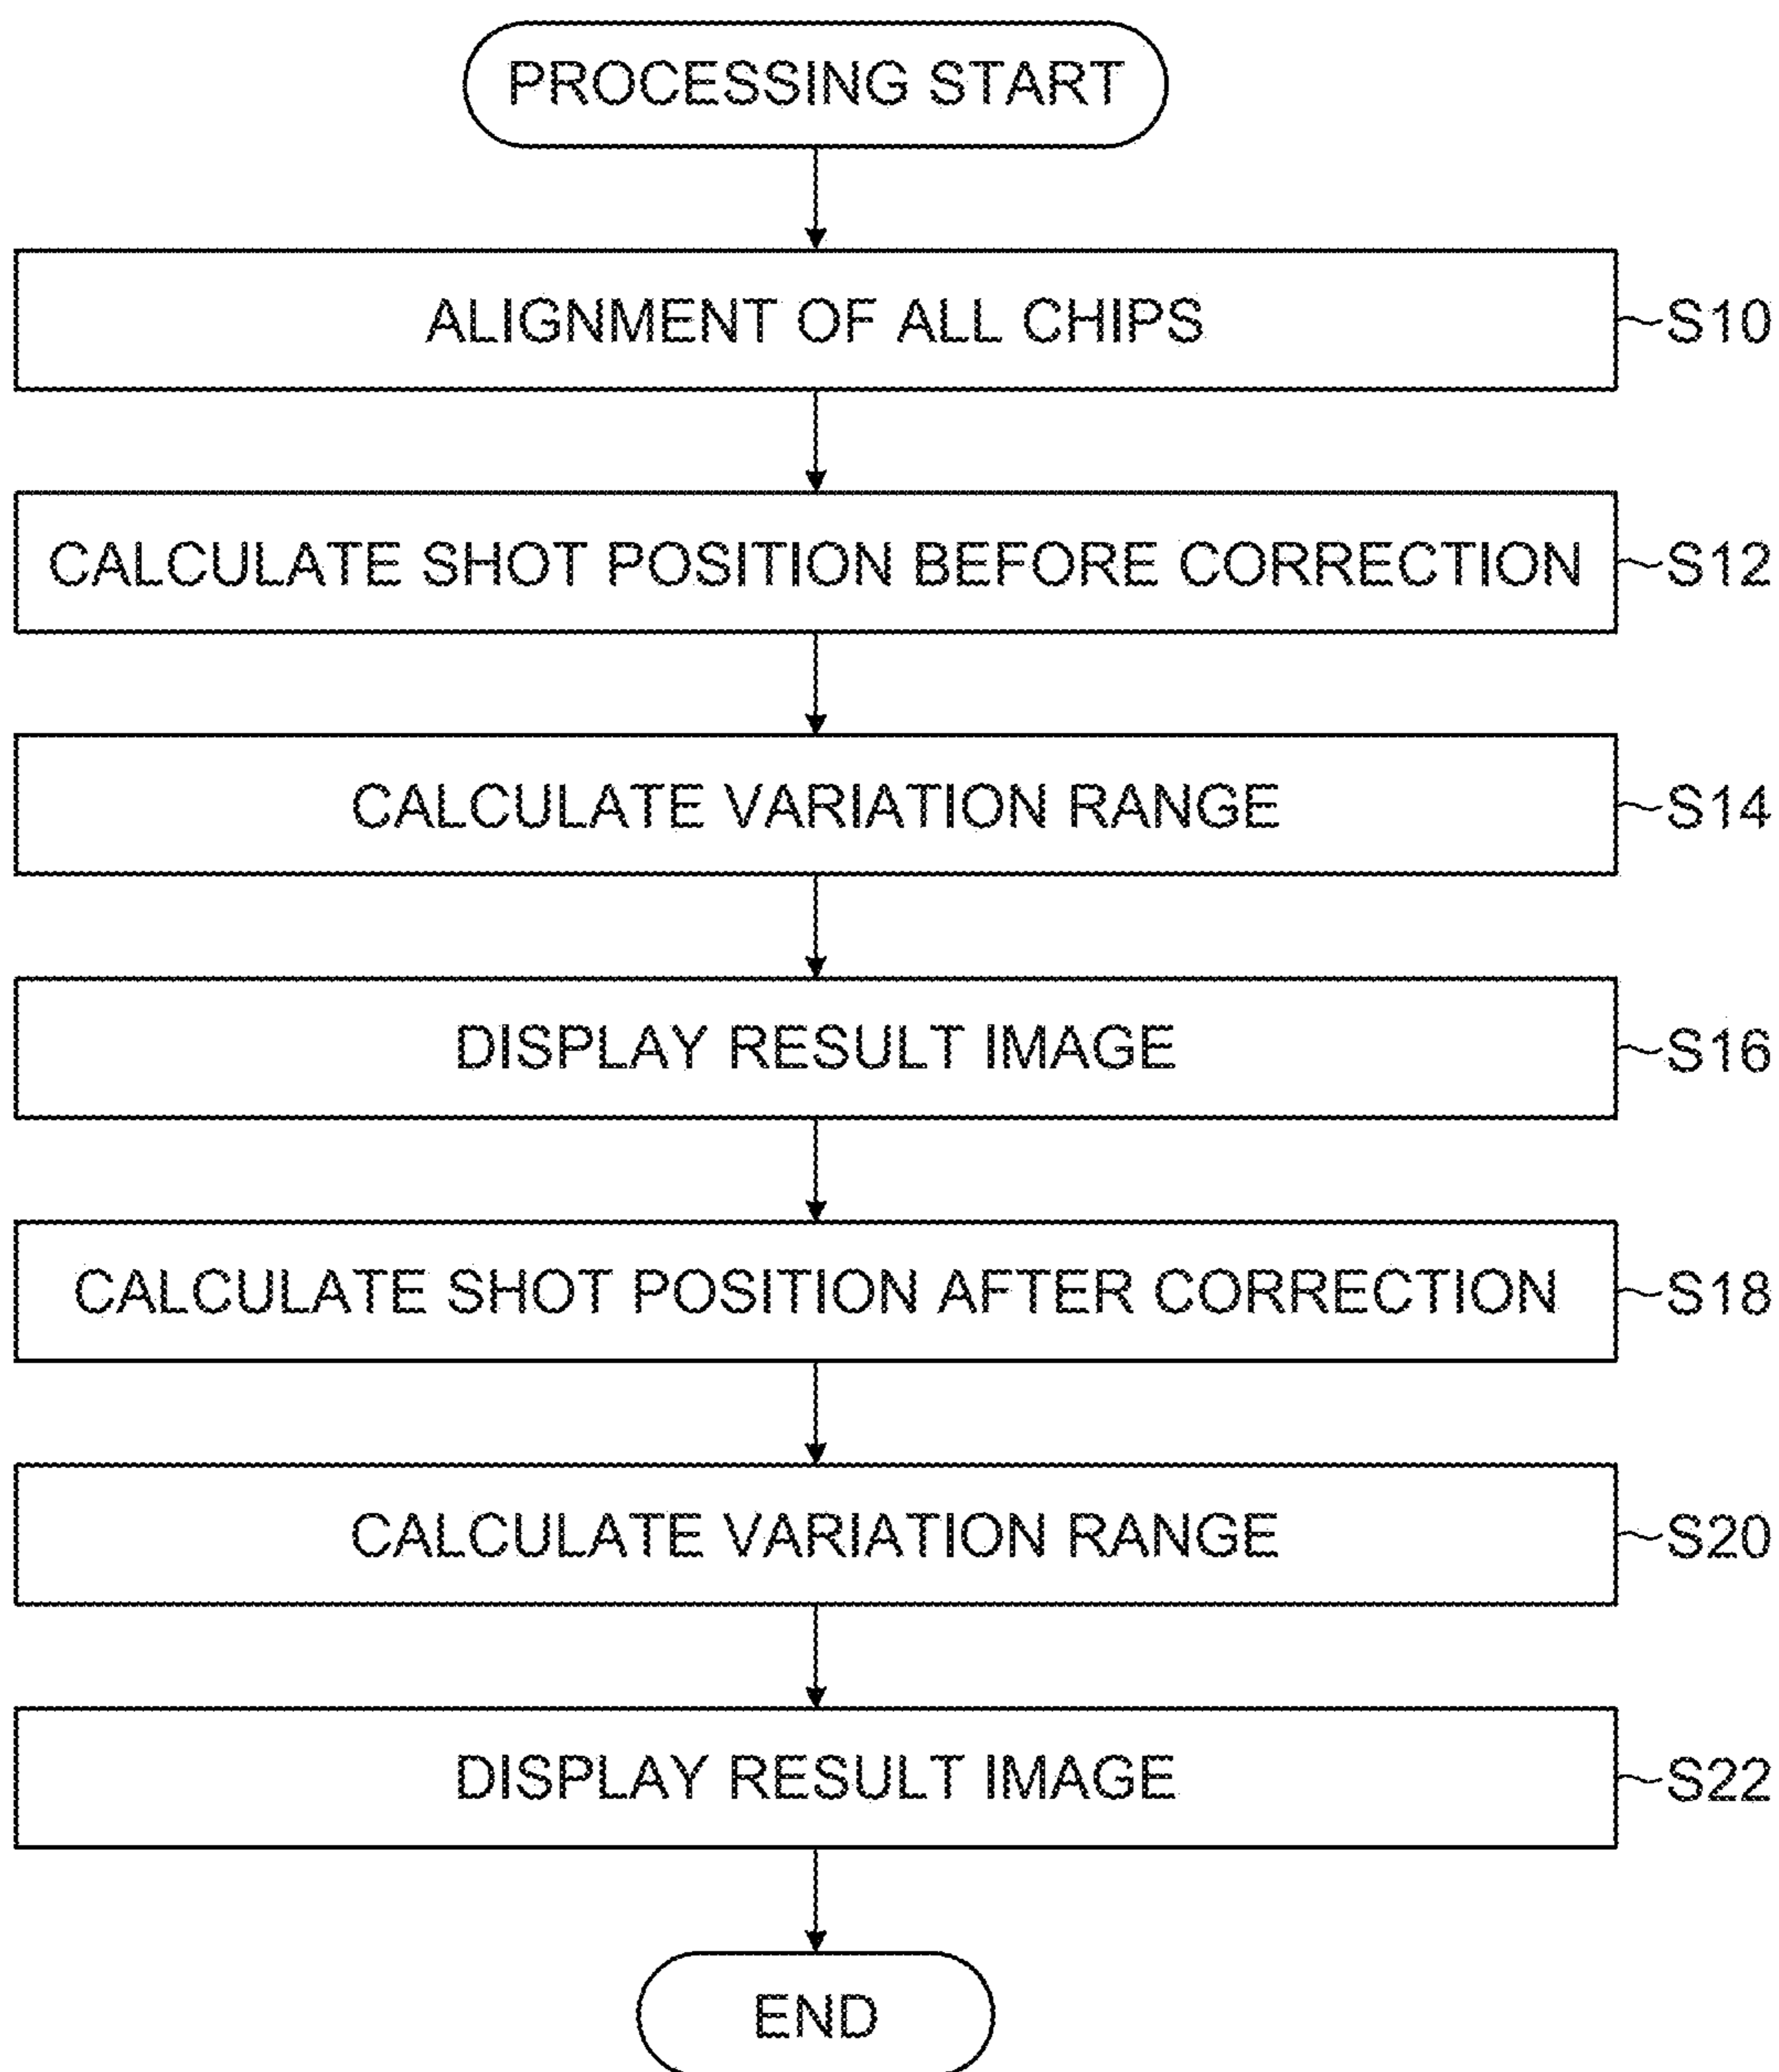 PROCESSING START
ALIGNMENT OF ALL CHIPS
S10
CALCULATE SHOT POSITION BEFORE CORRECTION
S12
CALCULATE VARIATION RANGE
S14
DISPLAY RESULT IMAGE
S16
CALCULATE SHOT POSITION AFTER CORRECTION
S18
CALCULATE VARIATION RANGE
S20
DISPLAY RESULT IMAGE
S22
END